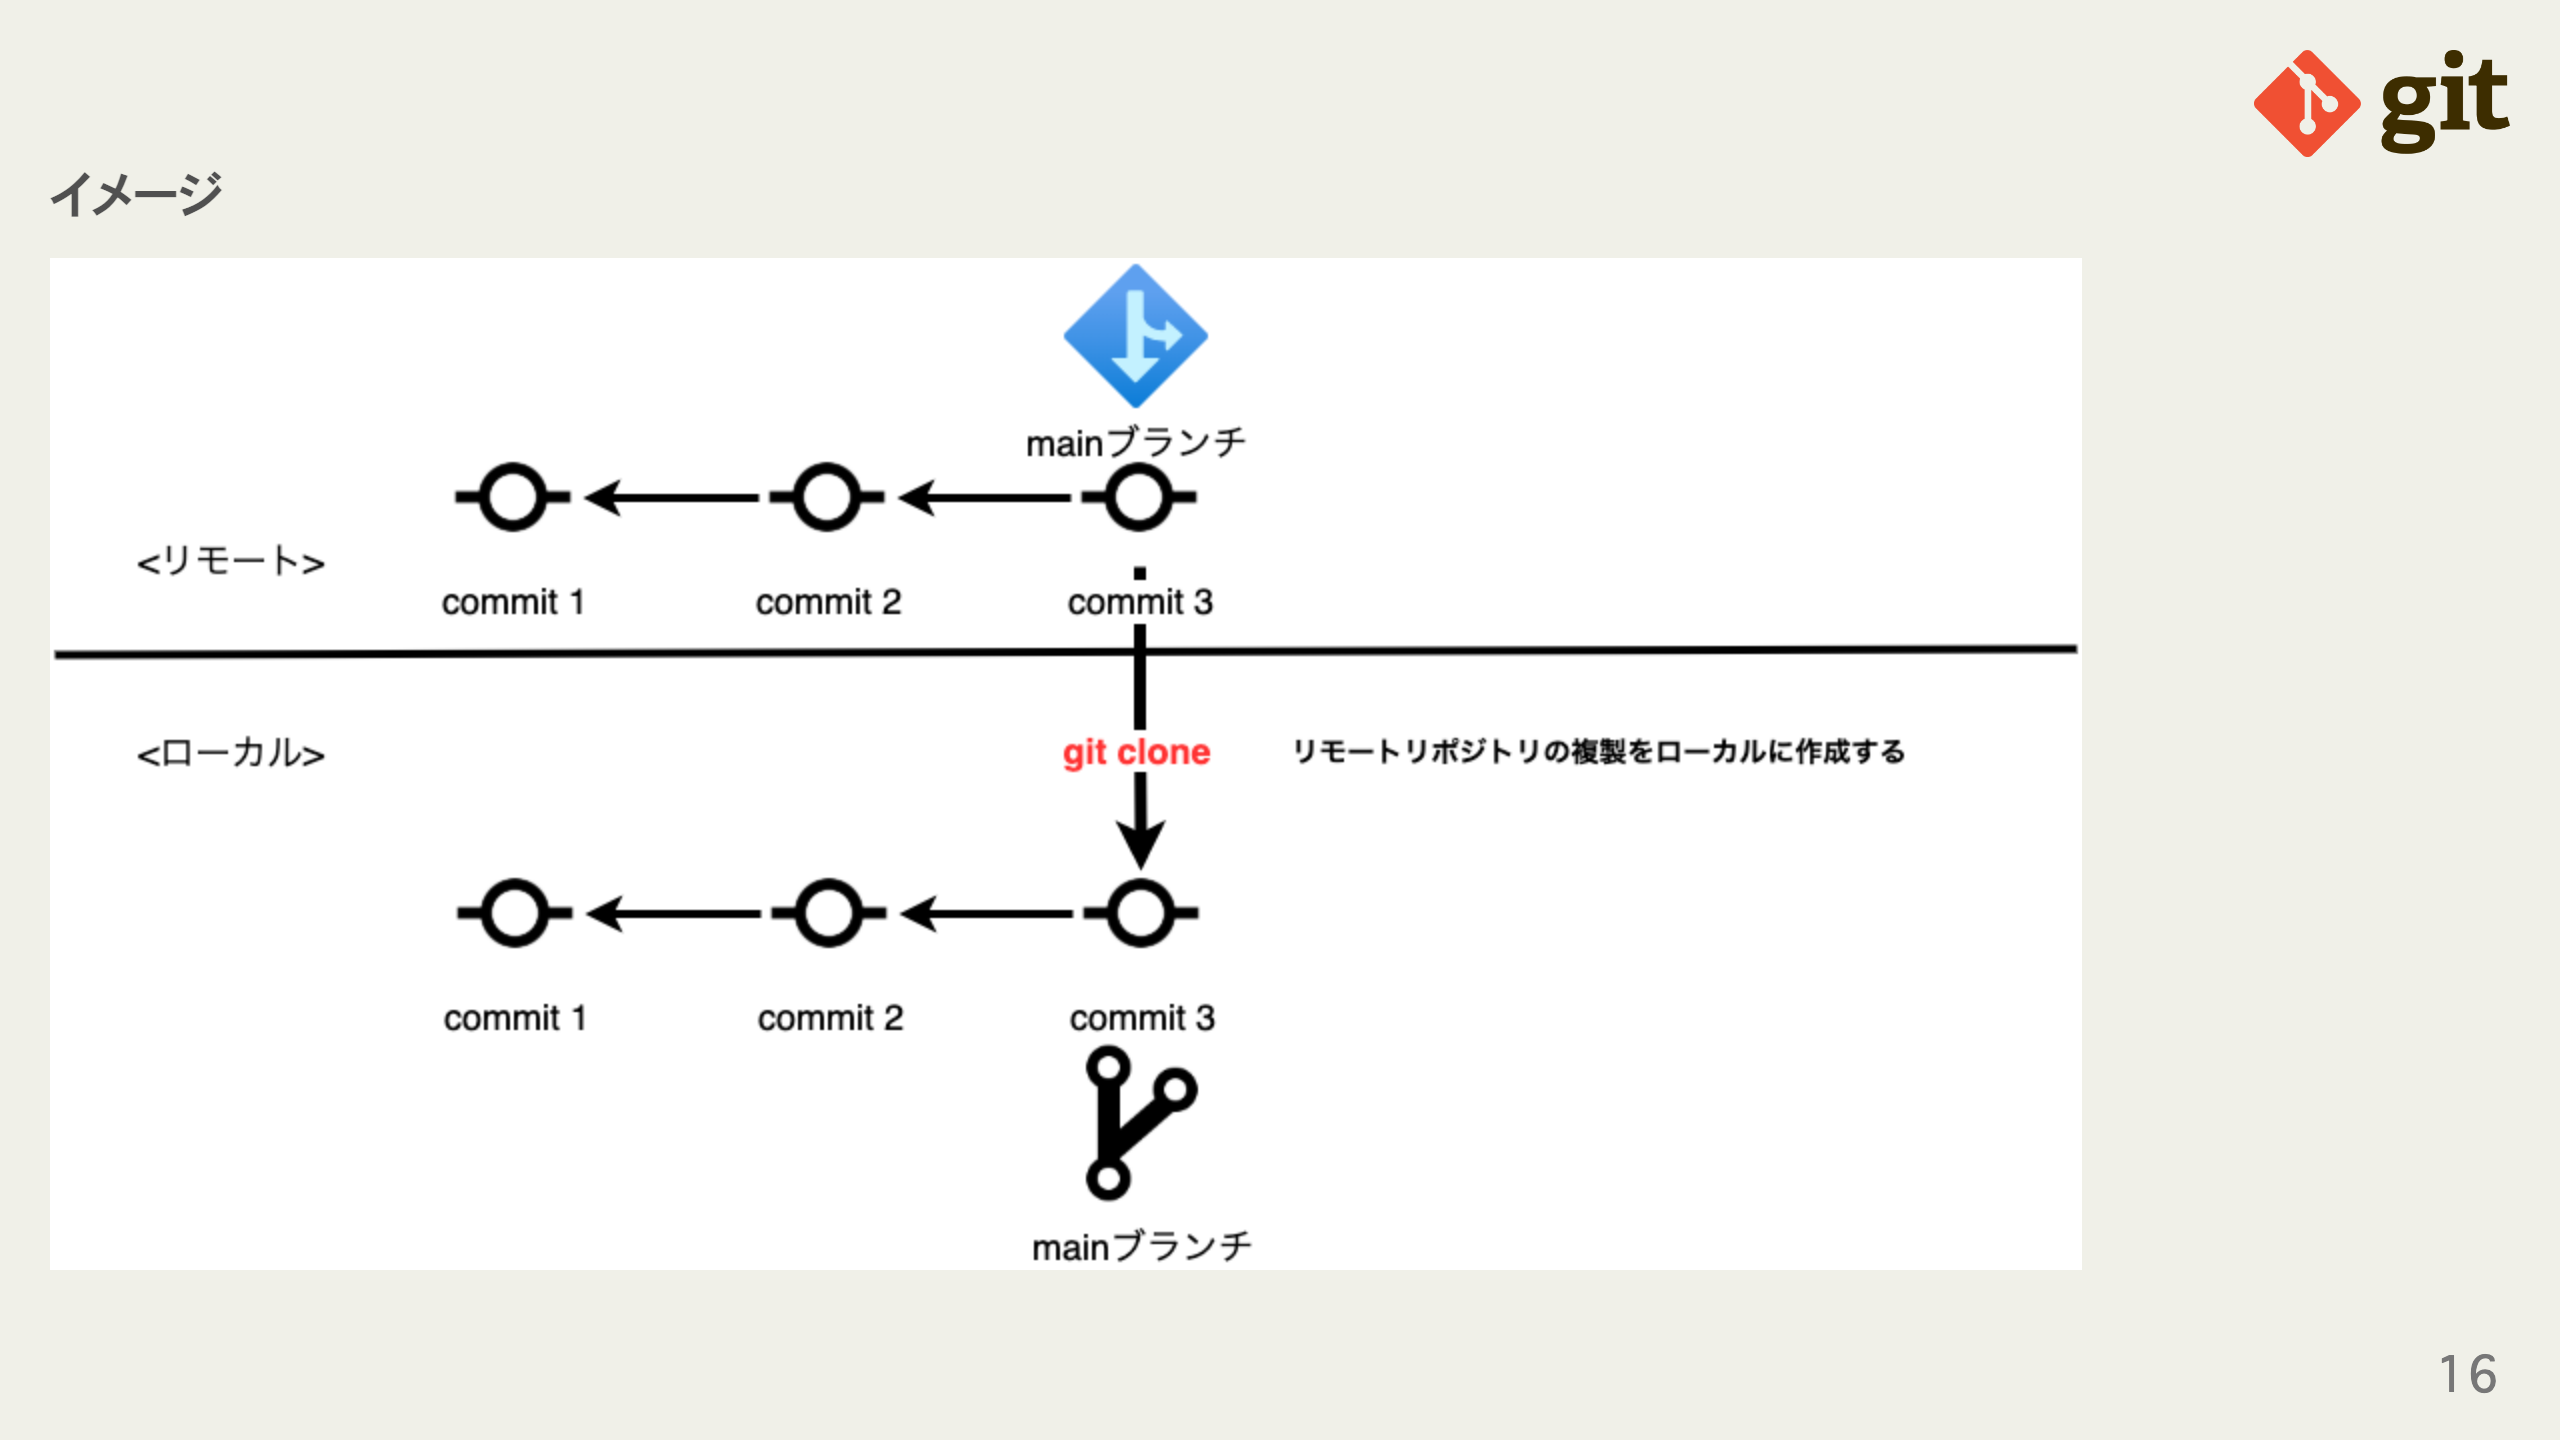 git
イメージ
mainブランチ
<リモート>
commit 1
commit 2
commit 3
<ローカル>
git clone
リモートリポジトリの複製をローカルに作成する
commit 1
commit 2
commit 3
mainブランチ
16